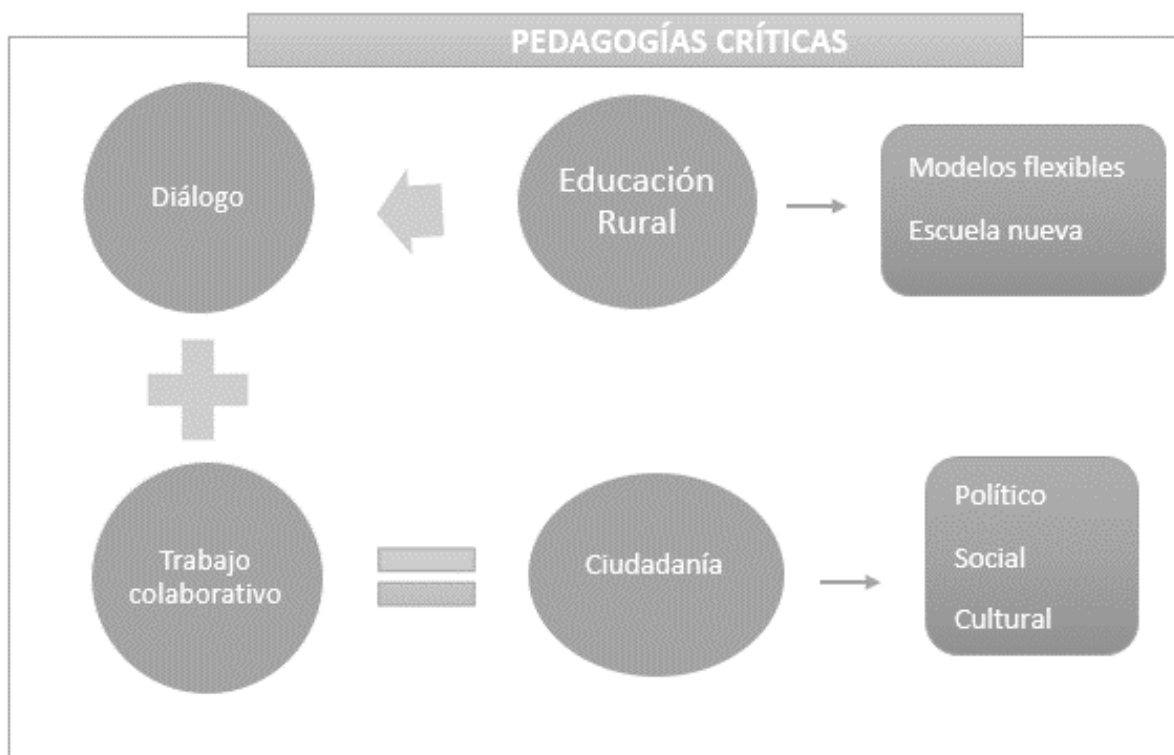 PEDAGOGÍAS CRÍTICAS
Diálogo
Educación
Rural
Modelos flexibles
Escuela nueva
Trabajo
colaborativo
Ciudadanía
Político
Social
Cultural